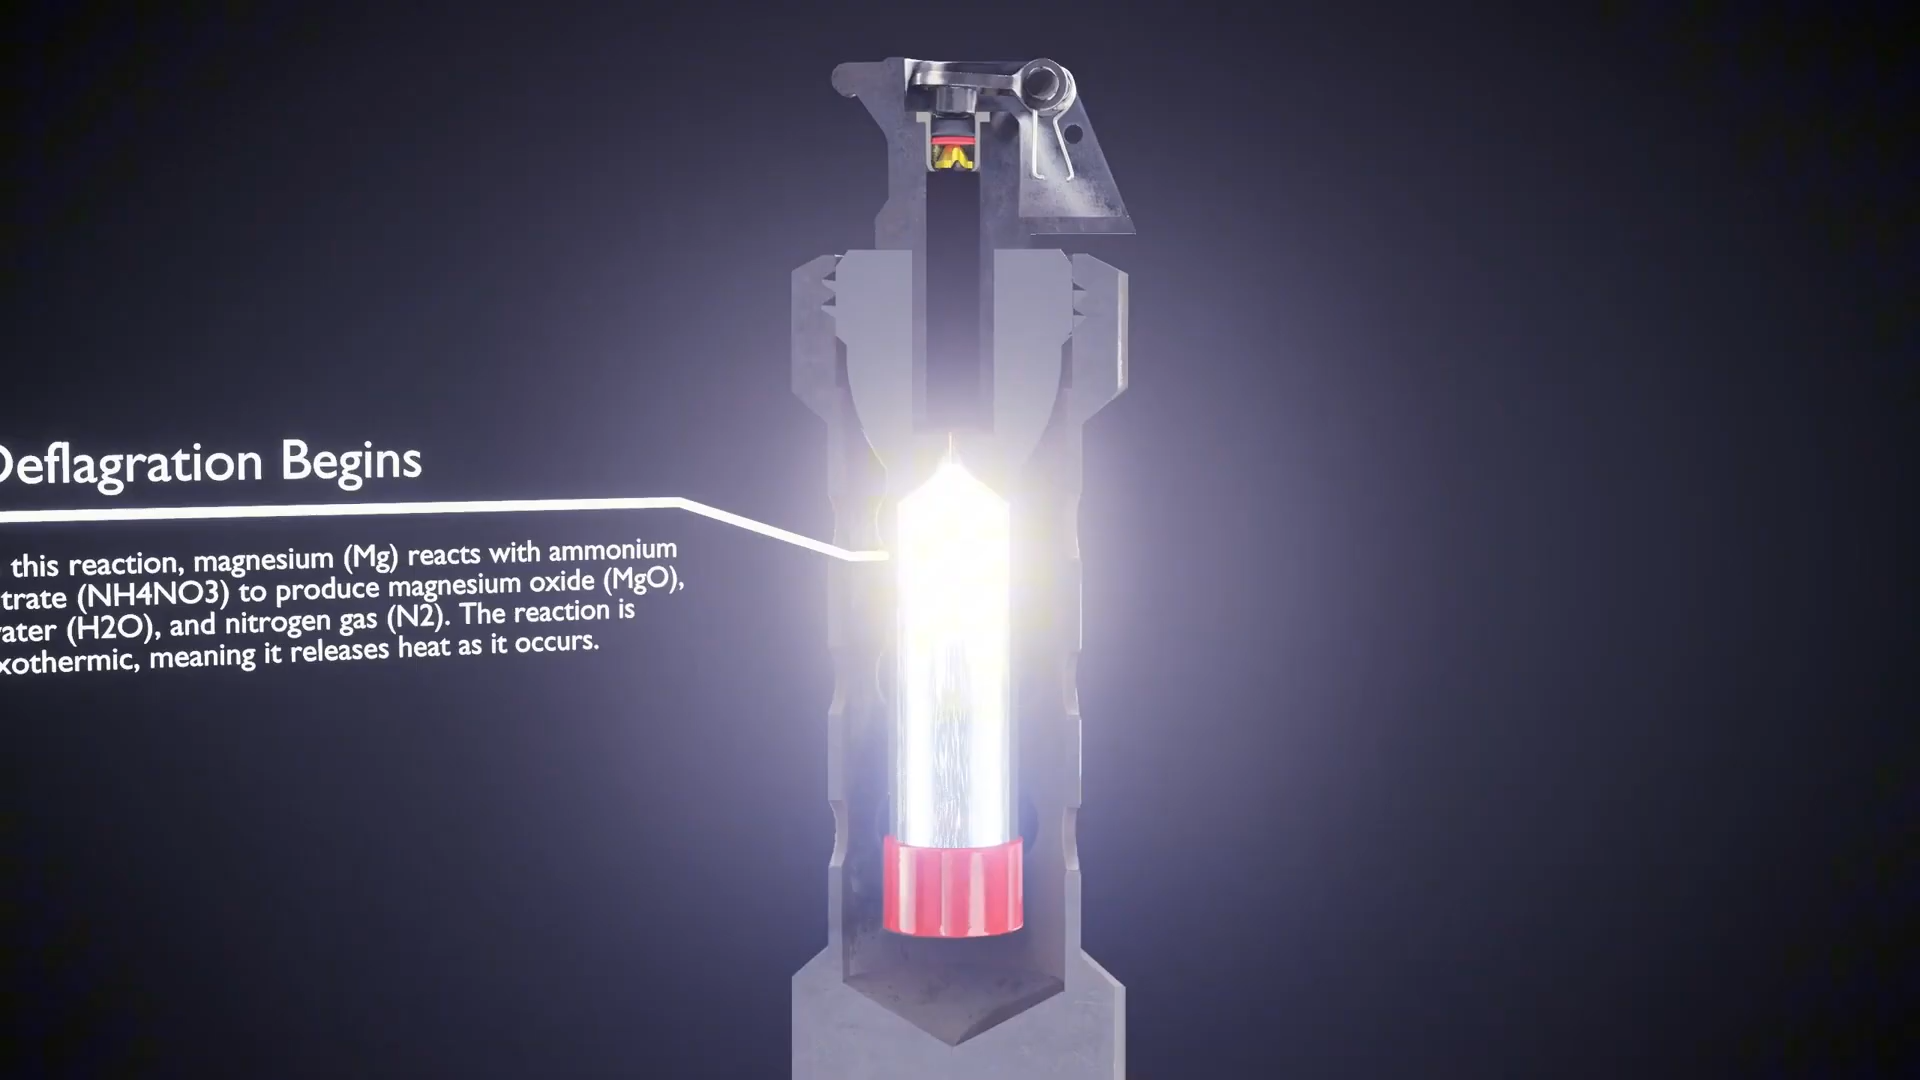 Deflagration Begins
this reaction, magnesium (Mg) reacts with ammonium
trate (NH4NO3) to produce magnesium oxide (MgO),
ater (H2O), and nitrogen gas (N2). The reaction is
xothermic, meaning it releases heat as it occurs.